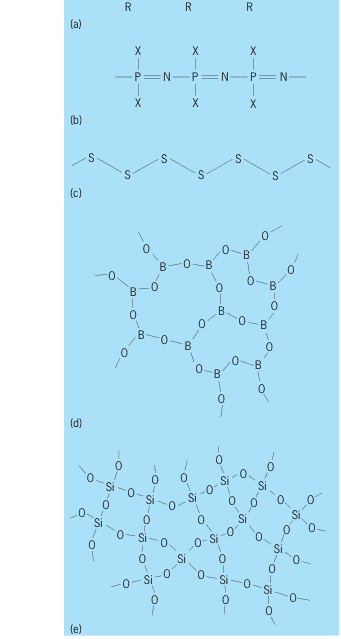 R R R
(a)
X X X
P N P N P N
X X X
(b)
S S S S
S S S
(c)
O
O O B
B O B
O O O
B O B
O O
O B O B
B O O
O B O
O O B
B
O O
(d)
O O O O O
O Si O Si O
Si O Si O
O O O Si O
O Si O O Si O
O Si Si O O
O O Si O Si O
O Si O Si O
O O O Si O
O O O
(e)